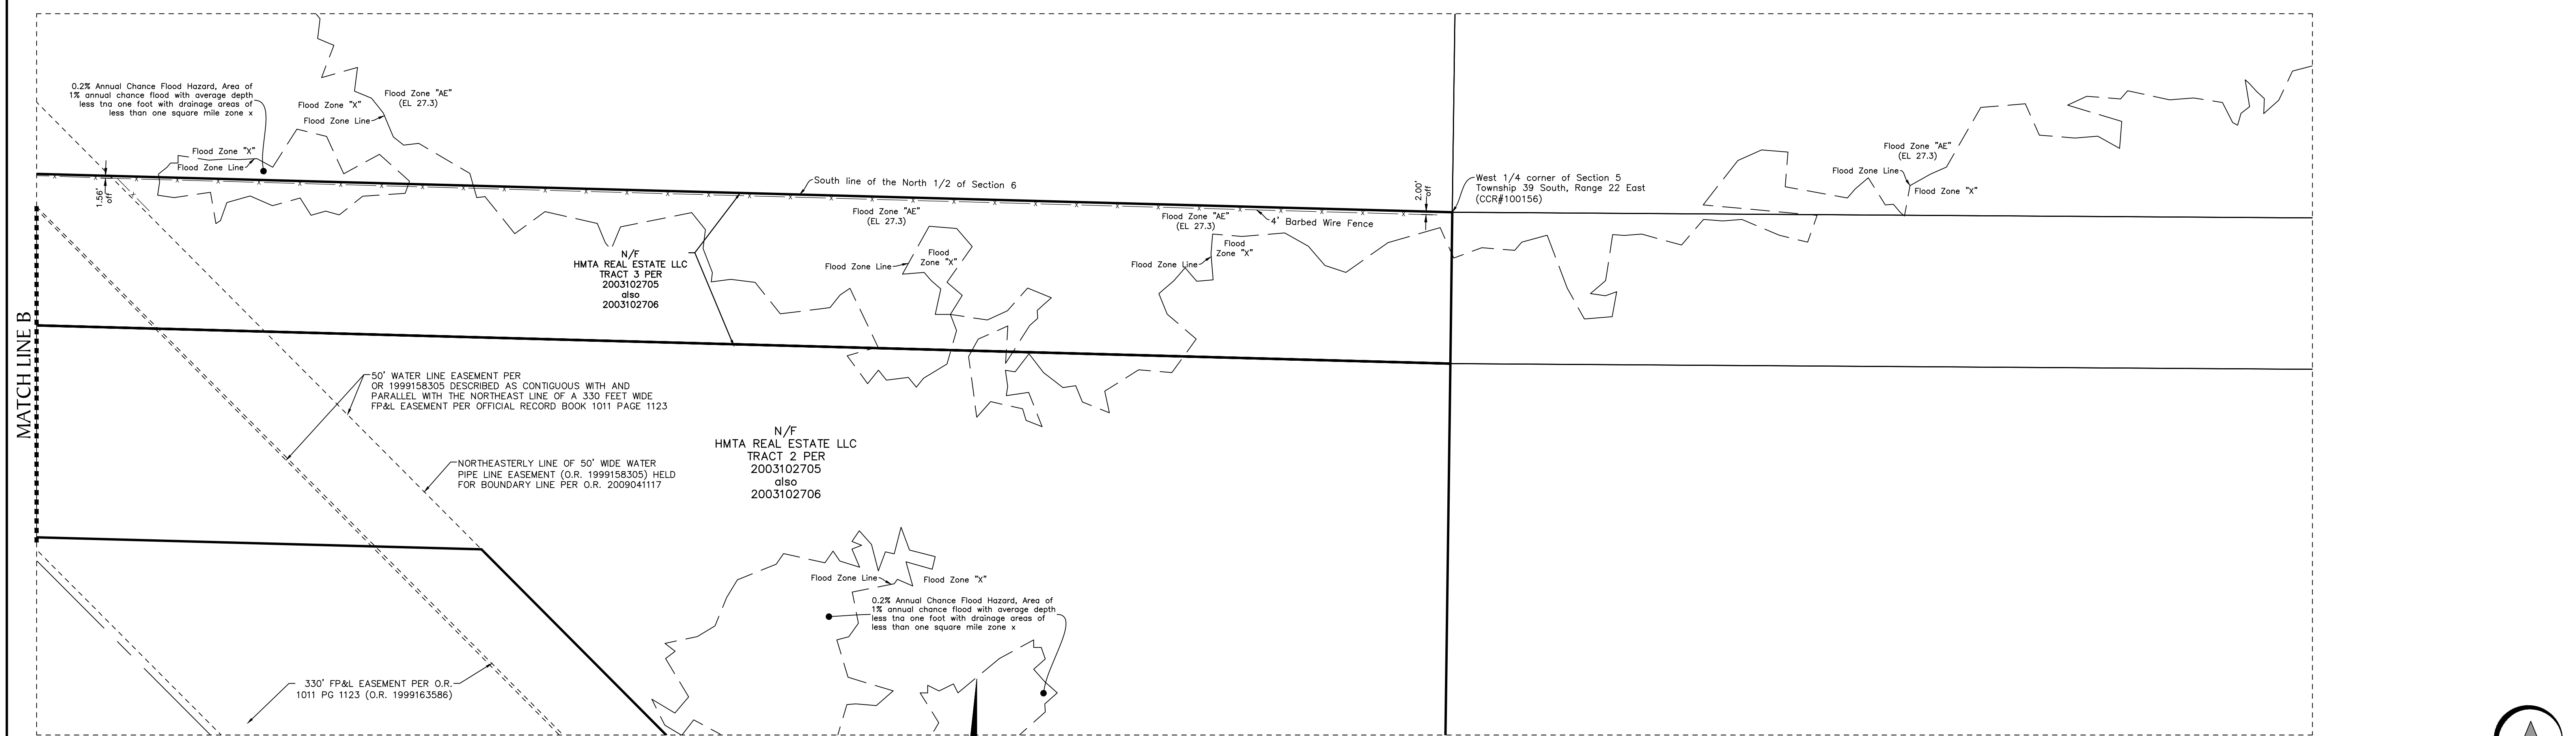 0.2% Annual Chance Flood Hazard, Area of
1% annual chance flood with average depth
less tna one foot with drainage areas of
less than one square mile zone x
Flood Zone "X"
Flood Zone "AE"
(EL 27.3)
Flood Zone Line
Flood Zone "X"
Flood Zone Line
1.56'
off
South line of the North 1/2 of Section 6
Flood Zone "AE"
(EL 27.3)
Flood Zone "AE"
(EL 27.3)
4' Barbed Wire Fence
2.00'
off
West 1/4 corner of Section 5
Township 39 South, Range 22 East
(CCR#100156)
Flood Zone "AE"
(EL 27.3)
Flood Zone Line
Flood Zone "X"
N/F
HMTA REAL ESTATE LLC
TRACT 3 PER
2003102705
also
2003102706
Flood Zone Line
Flood
Zone "X"
Flood Zone Line
Flood
Zone "X"
MATCH LINE B
50' WATER LINE EASEMENT PER
OR 1999158305 DESCRIBED AS CONTIGUOUS WITH AND
PARALLEL WITH THE NORTHEAST LINE OF A 330 FEET WIDE
FP&L EASEMENT PER OFFICIAL RECORD BOOK 1011 PAGE 1123
NORTHEASTERLY LINE OF 50' WIDE WATER
PIPE LINE EASEMENT (O.R. 1999158305) HELD
FOR BOUNDARY LINE PER O.R. 2009041117
N/F
HMTA REAL ESTATE LLC
TRACT 2 PER
2003102705
also
2003102706
Flood Zone Line
Flood Zone "X"
0.2% Annual Chance Flood Hazard, Area of
1% annual chance flood with average depth
less tna one foot with drainage areas of
less than one square mile zone x
330' FP&L EASEMENT PER O.R.
1011 PG 1123 (O.R. 1999163586)